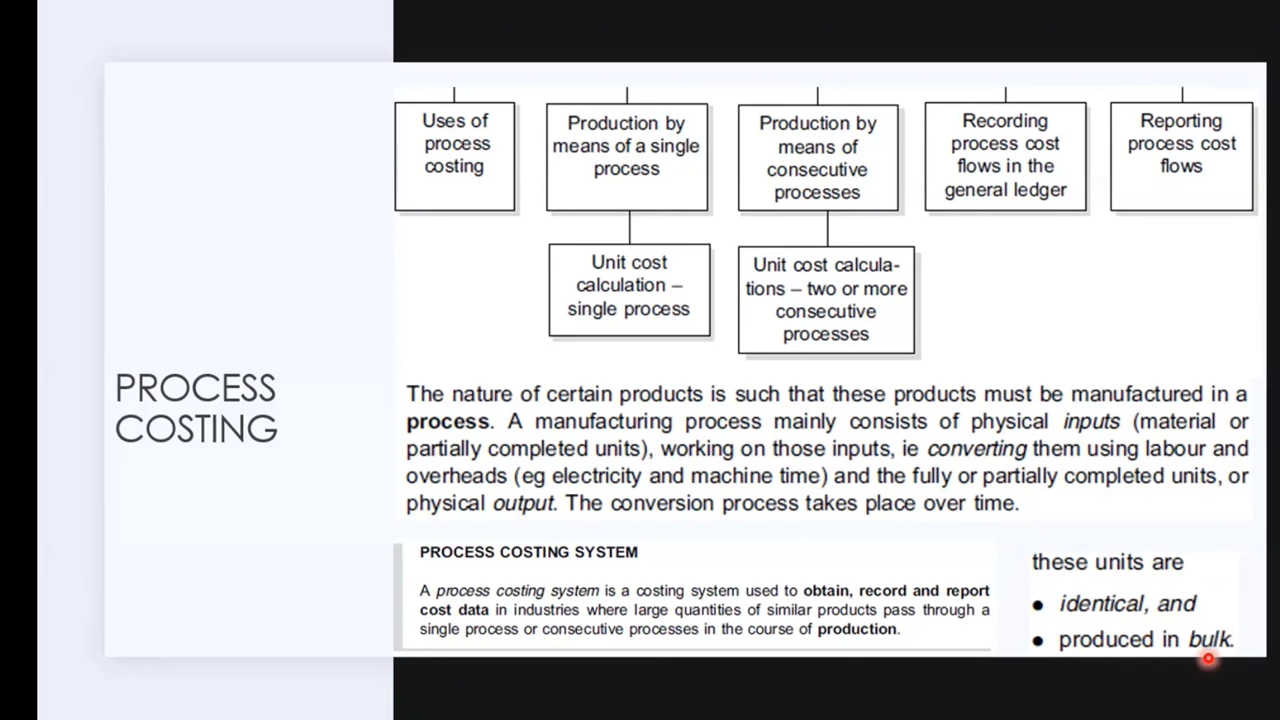 PROCESS
COSTING
Uses of
process
costing
Production by
means of a single
process
Production by
means of
consecutive
processes
Recording
process cost
flows in the
general ledger
Reporting
process cost
flows
Unit cost
calculation –
single process
Unit cost calcula-
tions – two or more
consecutive
processes
The nature of certain products is such that these products must be manufactured in a
process. A manufacturing process mainly consists of physical inputs (material or
partially completed units), working on those inputs, ie converting them using labour and
overheads (eg electricity and machine time) and the fully or partially completed units, or
physical output. The conversion process takes place over time.
PROCESS COSTING SYSTEM
A process costing system is a costing system used to obtain, record and report
cost data in industries where large quantities of similar products pass through a
single process or consecutive processes in the course of production.
these units are
● identical, and
● produced in bulk.